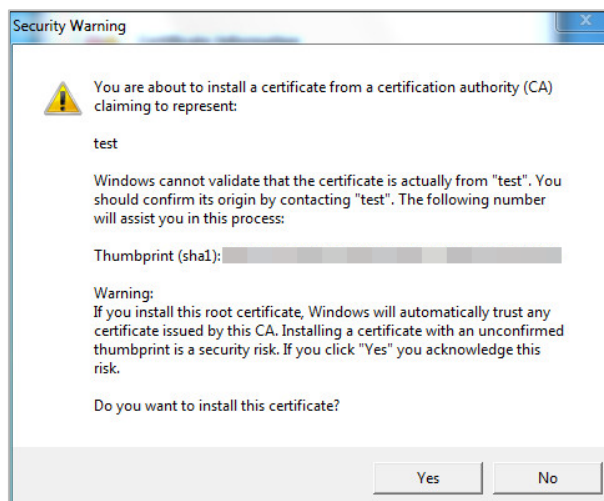 Security Warning
You are about to install a certificate from a certification authority (CA)
claiming to represent:
test
Windows cannot validate that the certificate is actually from "test". You
should confirm its origin by contacting "test". The following number
will assist you in this process:
Thumbprint (sha1):
Warning:
If you install this root certificate, Windows will automatically trust any
certificate issued by this CA. Installing a certificate with an unconfirmed
thumbprint is a security risk. If you click "Yes" you acknowledge this
risk.
Do you want to install this certificate?
Yes
No